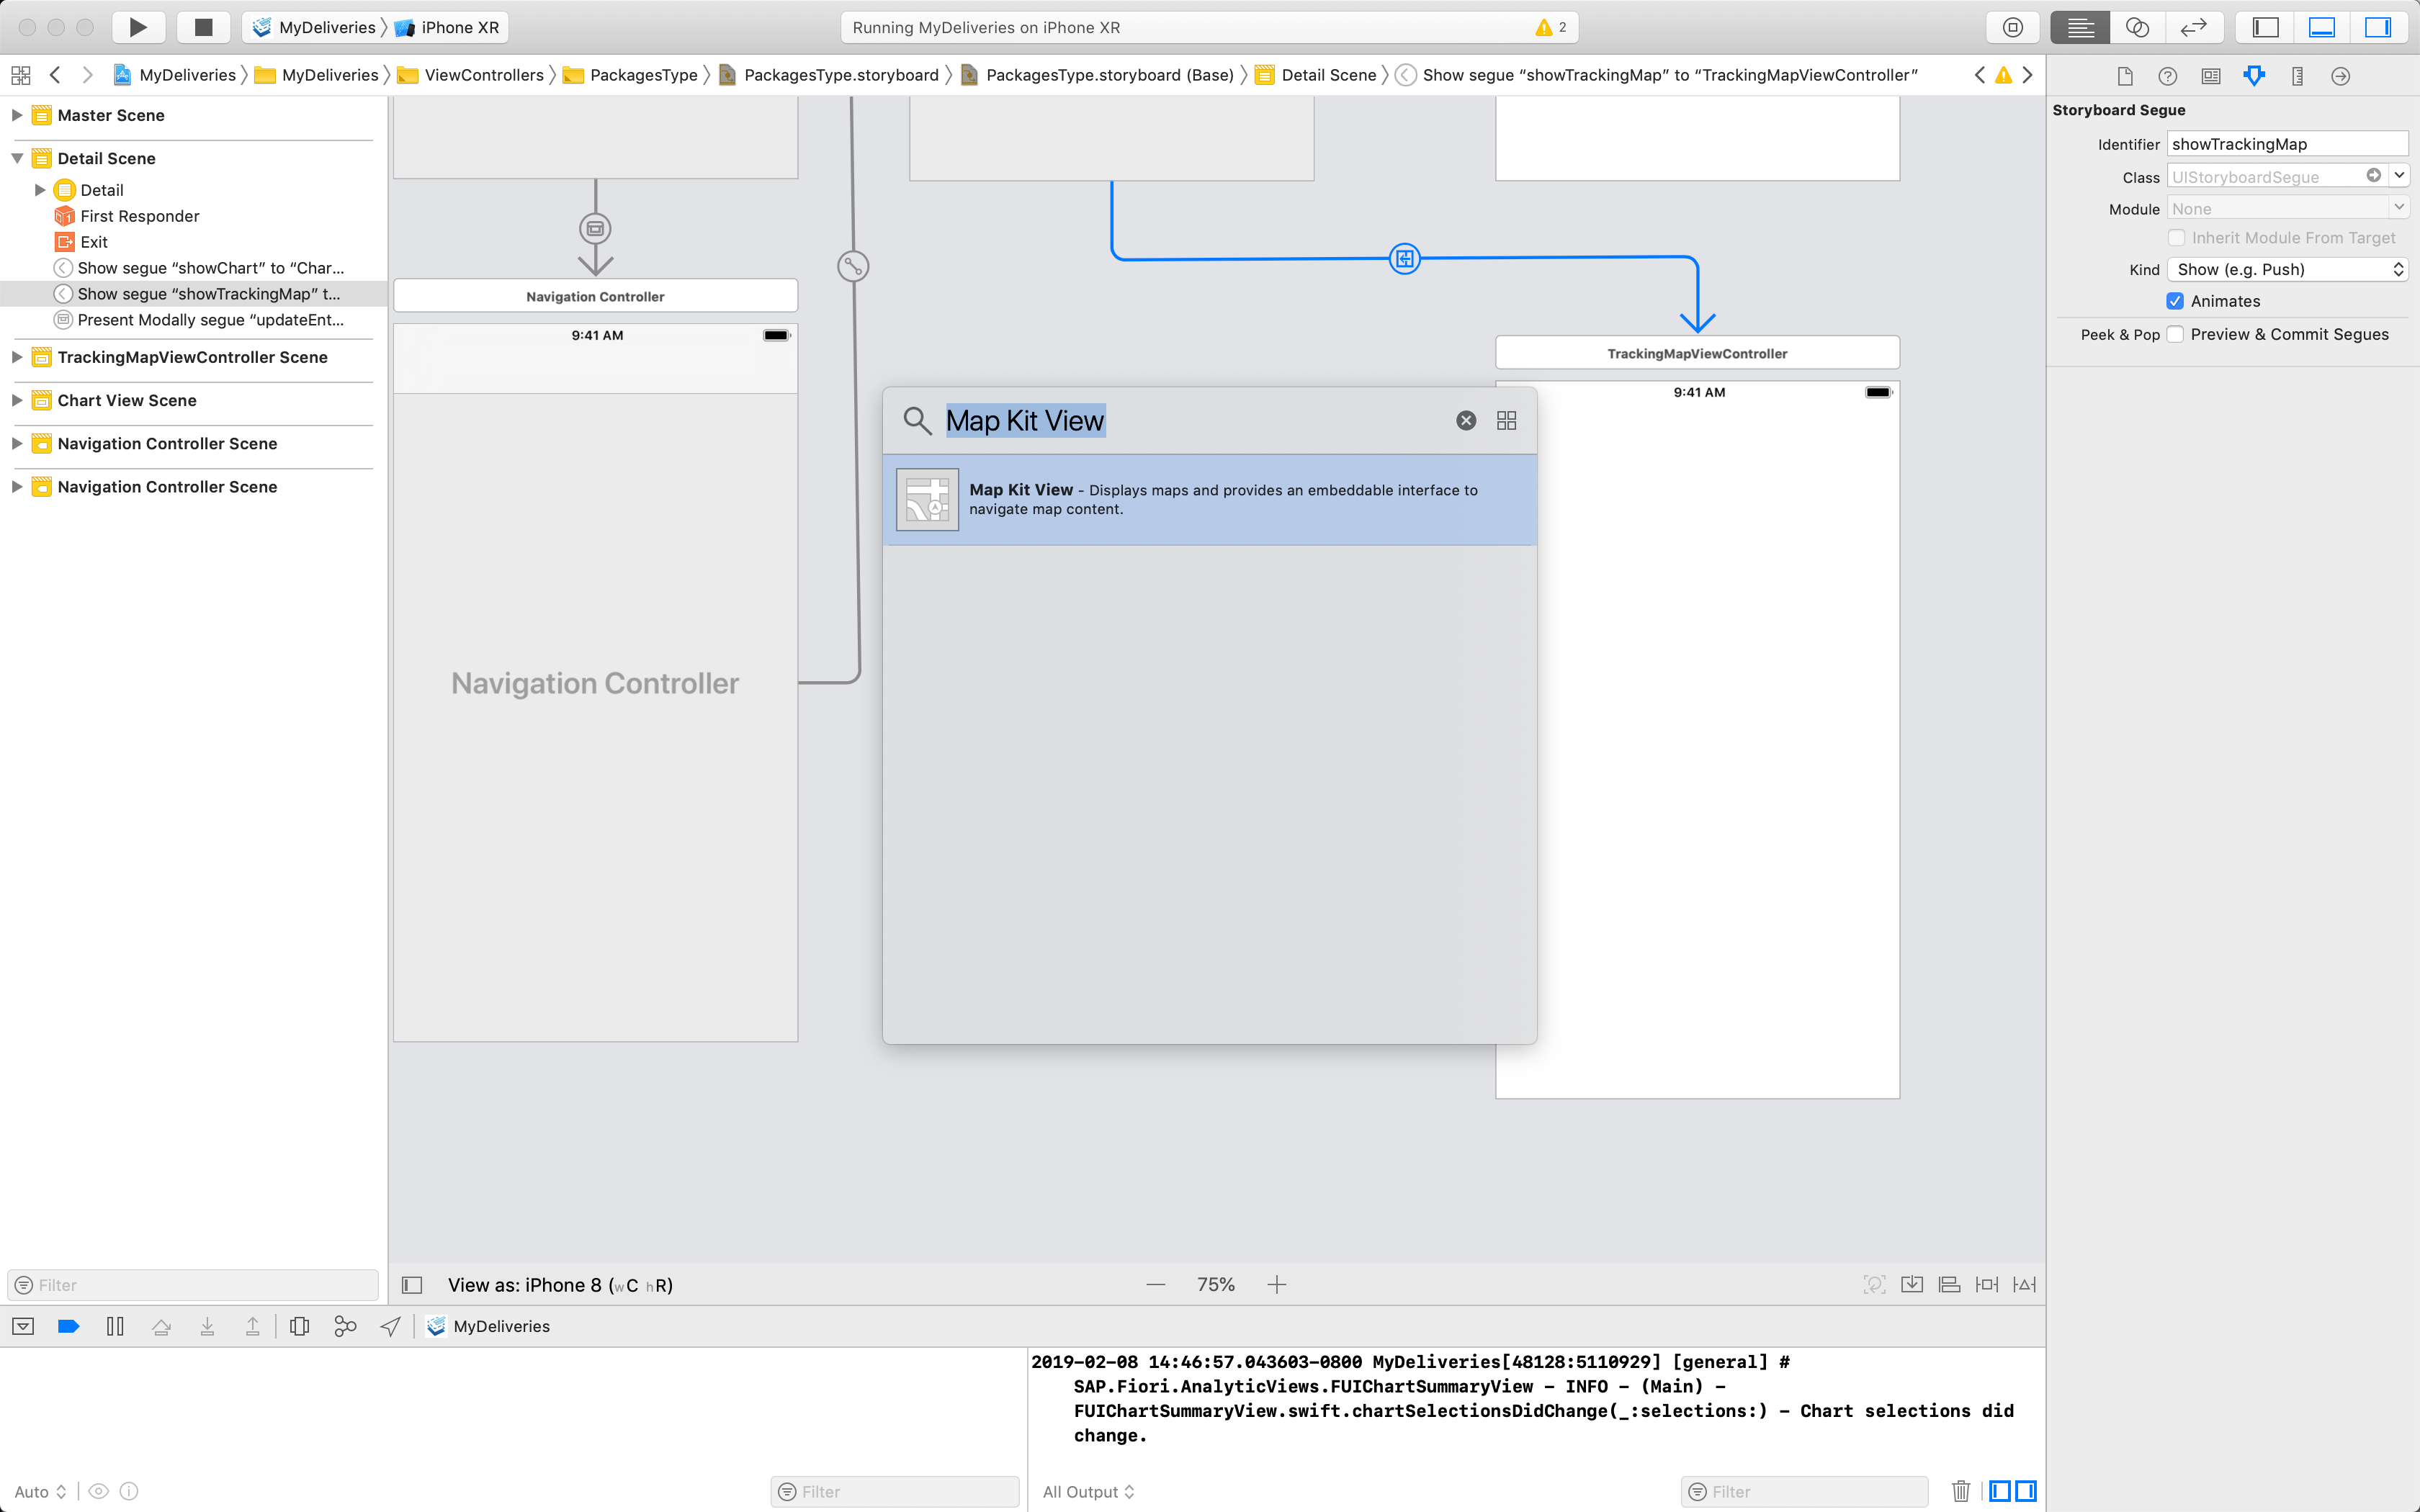 MyDeliveries
iPhone XR
Running MyDeliveries on iPhone XR
2
MyDeliveries
MyDeliveries
ViewControllers
PackagesType
PackagesType.storyboard
PackagesType.storyboard (Base)
Detail Scene
Show segue “showTrackingMap” to “TrackingMapViewController”
Master Scene
Detail Scene
Detail
First Responder
Exit
Show segue “showChart” to “Char...
Show segue “showTrackingMap” t...
Present Modally segue “updateEnt...
TrackingMapViewController Scene
Chart View Scene
Navigation Controller Scene
Navigation Controller Scene
Filter
Navigation Controller
9:41 AM
Navigation Controller
TrackingMapViewController
9:41 AM
Map Kit View
Map Kit View - Displays maps and provides an embeddable interface to
navigate map content.
View as: iPhone 8 (wC hR)
75%
Storyboard Segue
Identifier showTrackingMap
Class UIStoryboardSegue
Module None
Inherit Module From Target
Kind Show (e.g. Push)
Animates
Peek & Pop Preview & Commit Segues
MyDeliveries
2019-02-08 14:46:57.043603-0800 MyDeliveries[48128:5110929] [general] #
SAP.Fiori.AnalyticViews.FUIChartSummaryView - INFO - (Main) -
FUIChartSummaryView.swift.chartSelectionsDidChange(_:selections:) - Chart selections did
change.
Auto
Filter
All Output
Filter